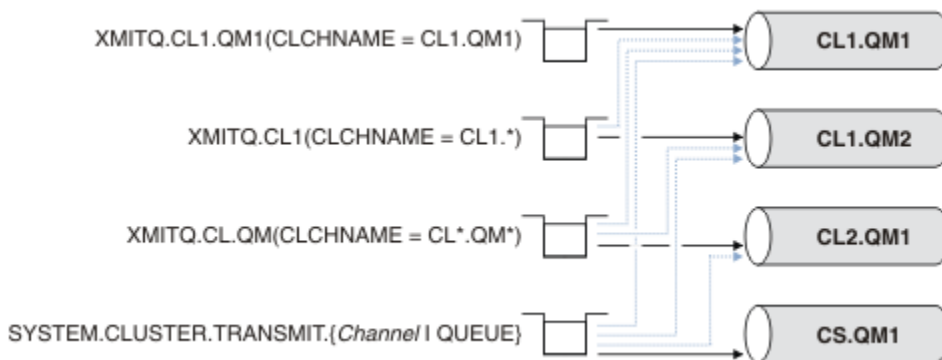 XMITQ.CL1.QM1(CLCHNAME = CL1.QM1)
CL1.QM1
XMITQ.CL1(CLCHNAME = CL1.*)
CL1.QM2
XMITQ.CL.QM(CLCHNAME = CL*.QM*)
CL2.QM1
SYSTEM.CLUSTER.TRANSMIT.{Channel I QUEUE}
CS.QM1